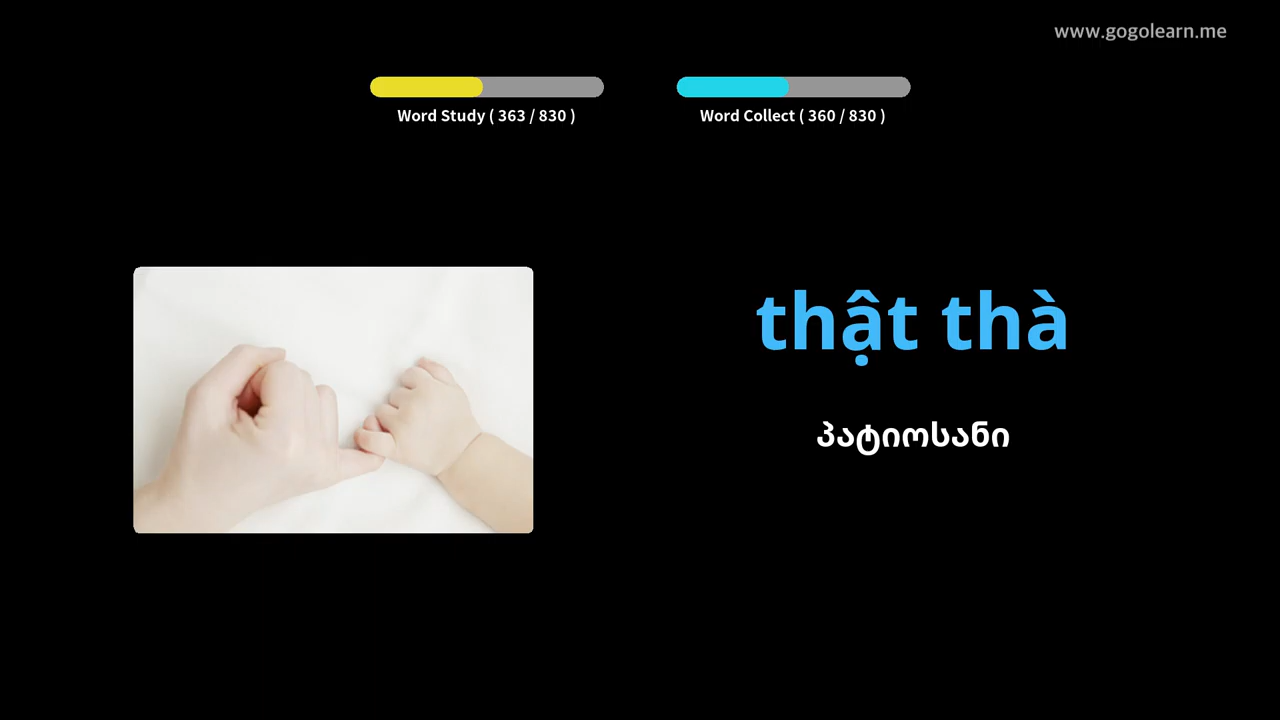 www.gogolearn.me
Word Study ( 363 / 830 )
Word Collect ( 360 / 830 )
thật thà
პატიოსანი